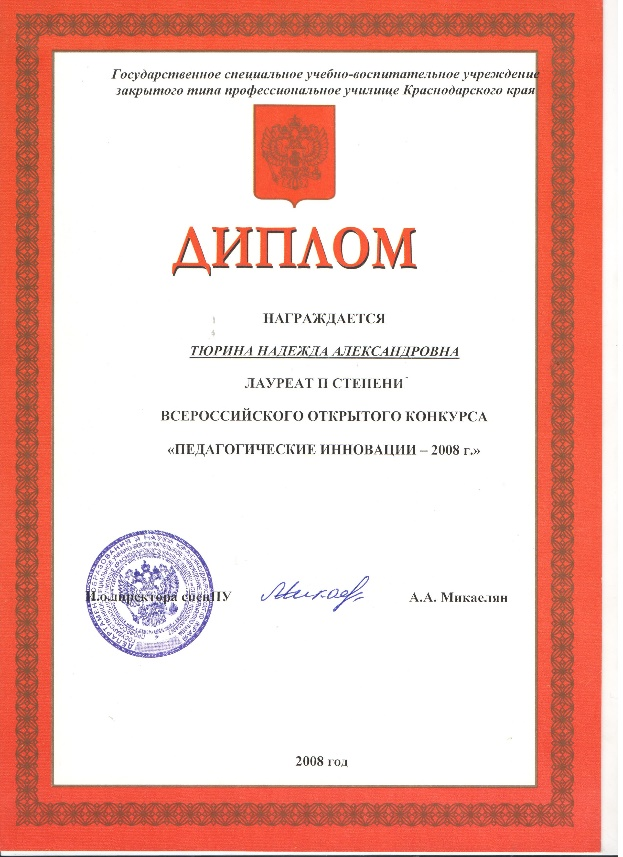 Государственное специальное учебно-воспитательное учреждение
закрытого типа профессиональное училище Краснодарского края
ДИПЛОМ
НАГРАЖДАЕТСЯ
ТЮРИНА НАДЕЖДА АЛЕКСАНДРОВНА
ЛАУРЕАТ II СТЕПЕНИ
ВСЕРОССИЙСКОГО ОТКРЫТОГО КОНКУРСА
«ПЕДАГОГИЧЕСКИЕ ИННОВАЦИИ – 2008 г.»
И.о.директора спецПУ А.А. Микаелян
2008 год